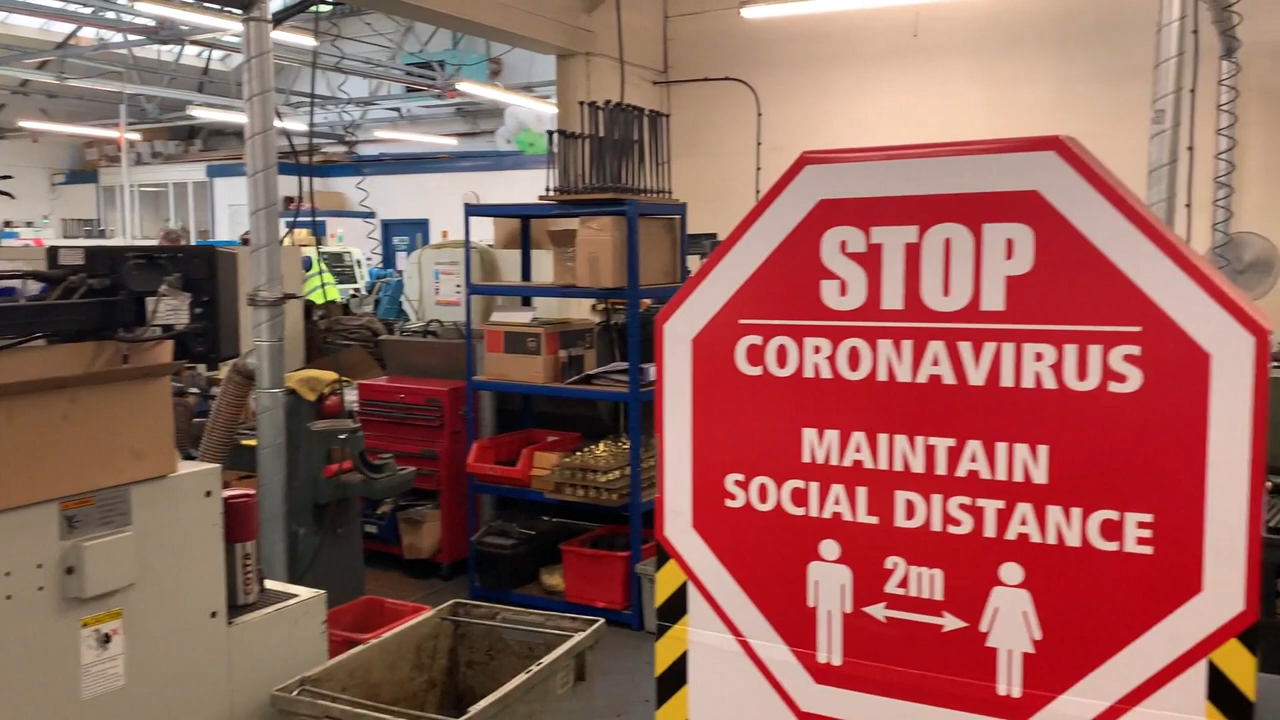 STOP
CORONAVIRUS
MAINTAIN
SOCIAL DISTANCE
2m